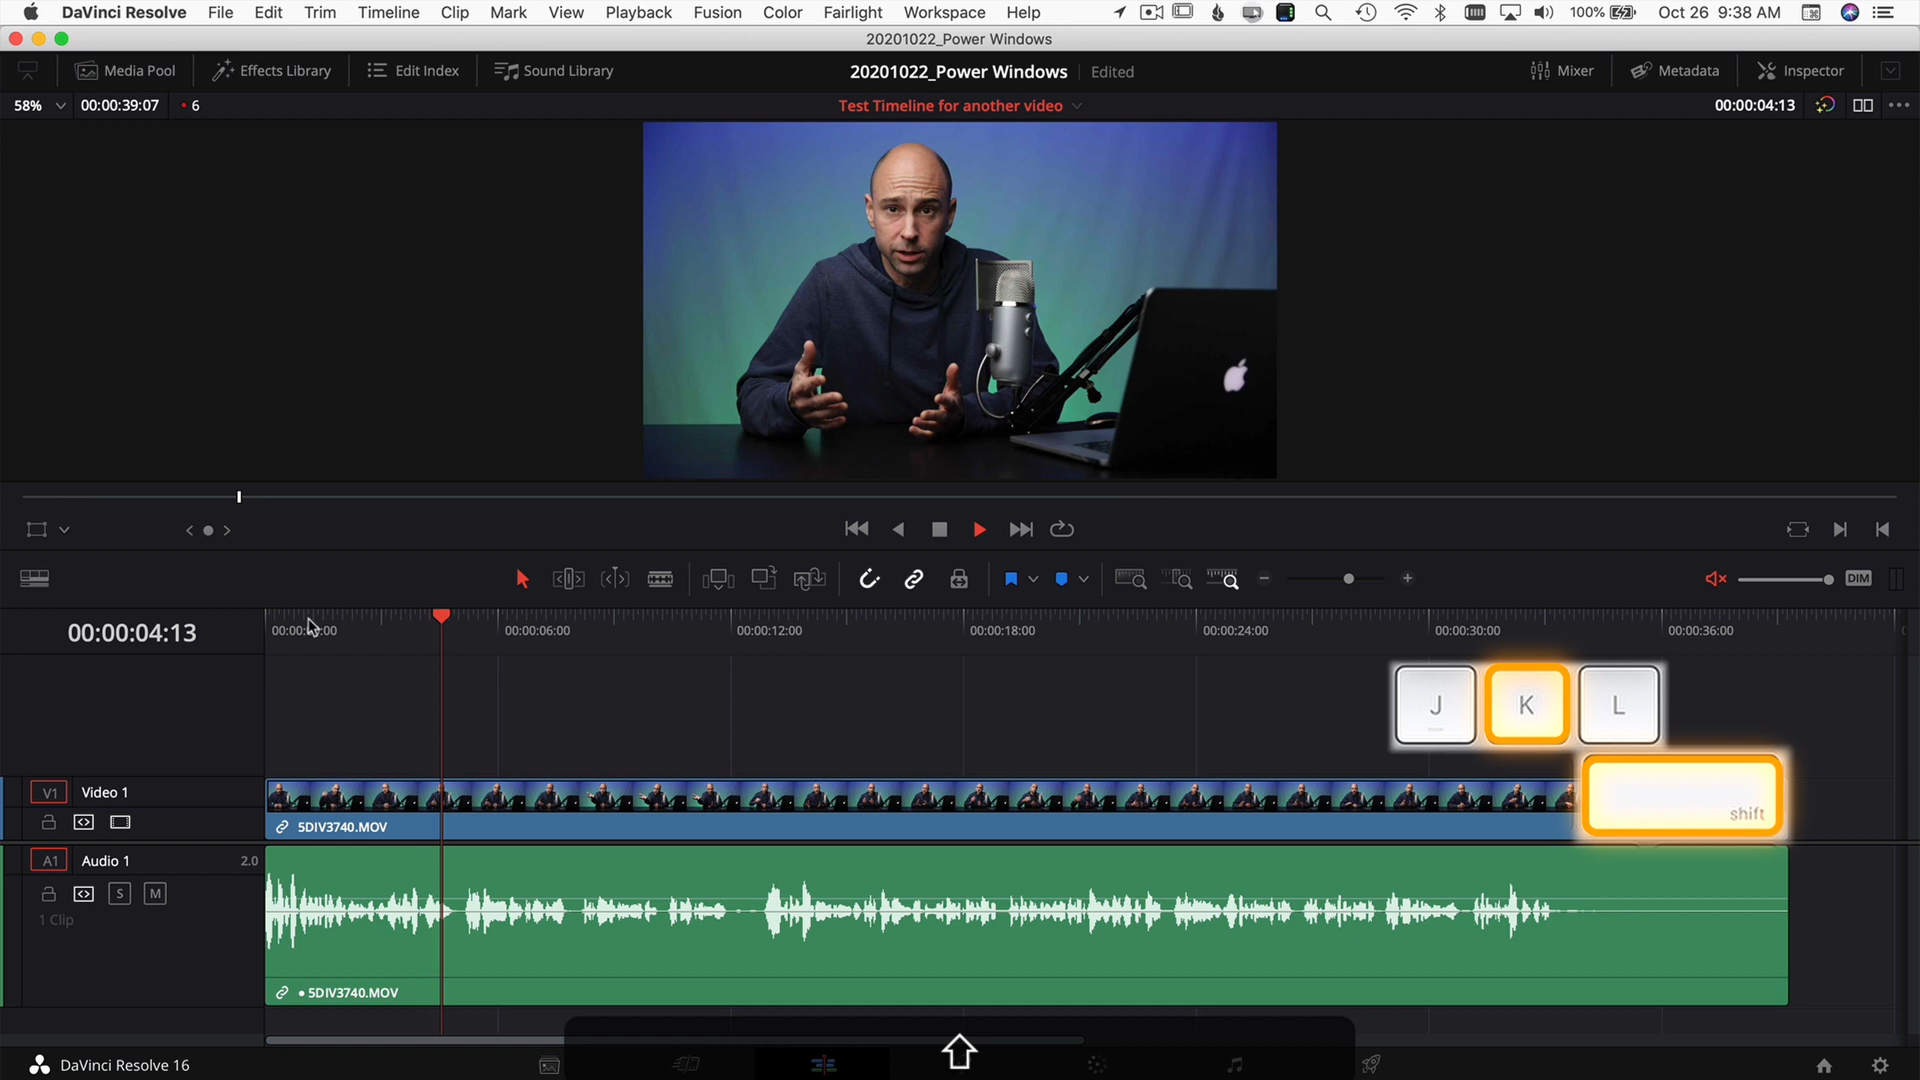 DaVinci Resolve File Edit Trim Timeline Clip Mark View Playback Fusion Color Fairlight Workspace Help 100% Oct 26 9:38 AM
20201022_Power Windows
Media Pool Effects Library Edit Index Sound Library 20201022_Power Windows Edited Mixer Metadata Inspector
58% 00:00:39:07 • 6 Test Timeline for another video 00:00:04:13
DIM
00:00:04:13 00:00:06:00 00:00:12:00 00:00:18:00 00:00:24:00 00:00:30:00 00:00:36:00
J K L
shift
V1 Video 1
5DIV3740.MOV
A1 Audio 1 2.0
S M
1 Clip
• 5DIV3740.MOV
DaVinci Resolve 16